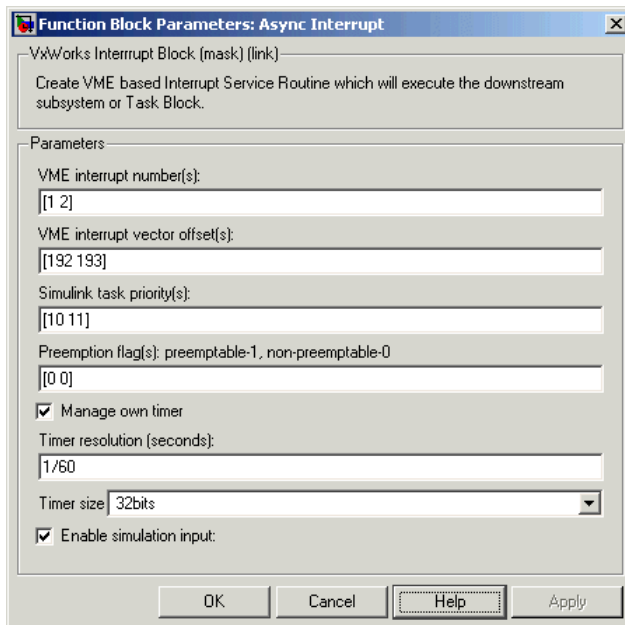 Function Block Parameters: Async Interrupt
VxWorks Interrrupt Block (mask) (link)
Create VME based Interrupt Service Routine which will execute the downstream
subsystem or Task Block.
Parameters
VME interrupt number(s):
[1 2]
VME interrupt vector offset(s):
[192 193]
Simulink task priority(s):
[10 11]
Preemption flag(s): preemptable-1, non-preemptable-0
[0 0]
Manage own timer
Timer resolution (seconds):
1/60
Timer size 32bits
Enable simulation input:
OK Cancel Help Apply